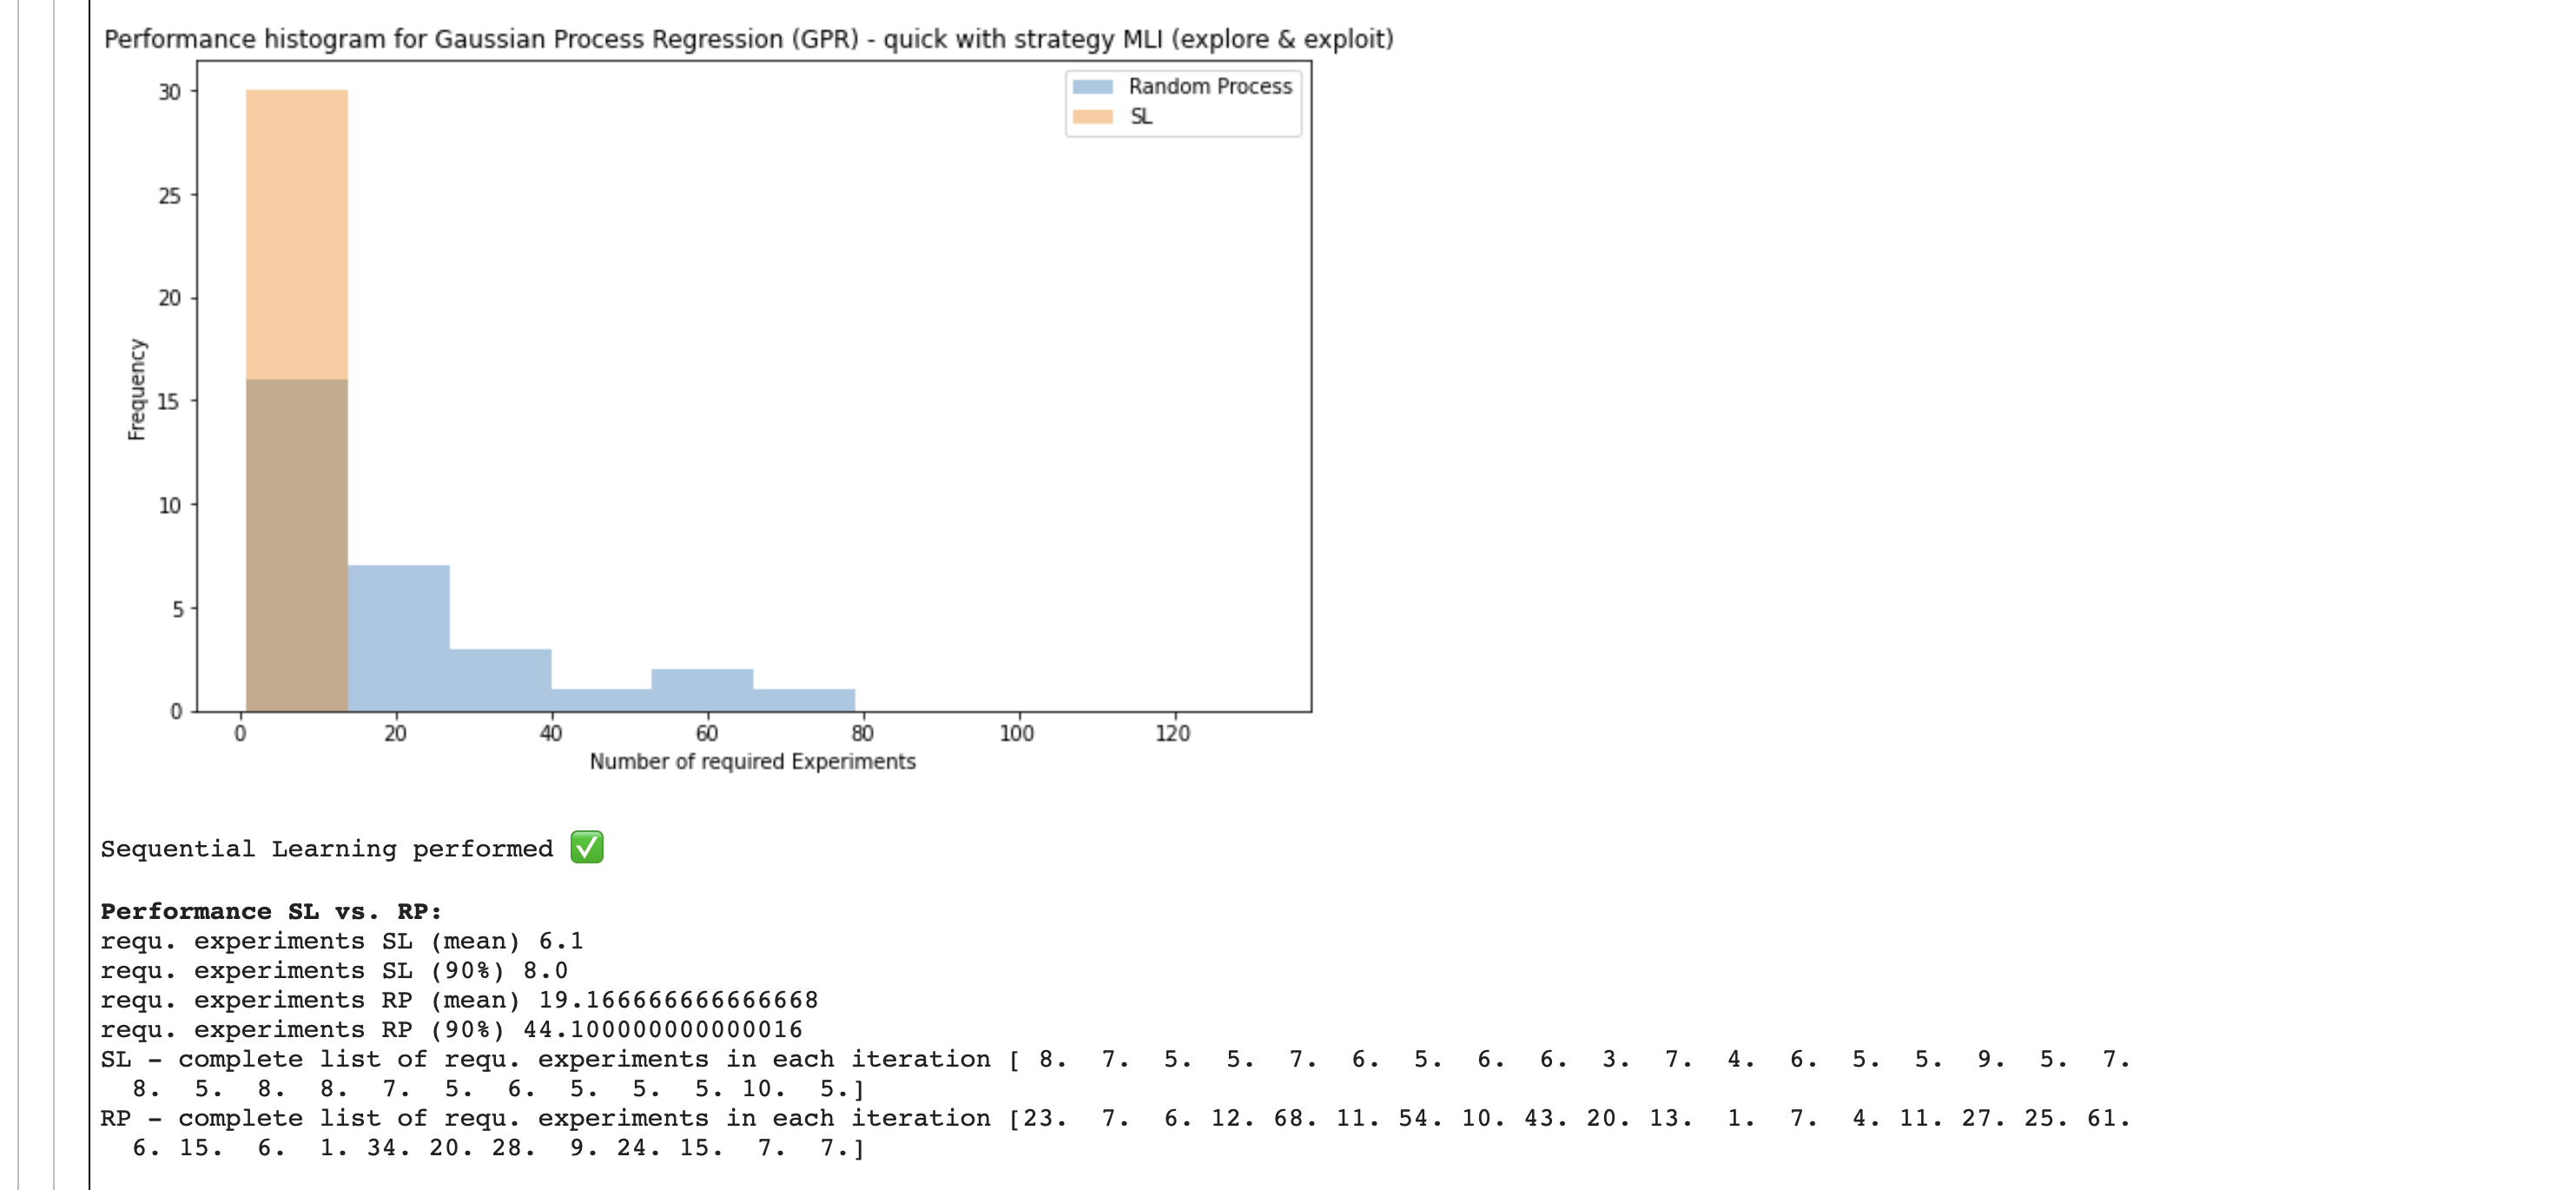 Performance histogram for Gaussian Process Regression (GPR) - quick with strategy MLI (explore & exploit)
Random Process
SL
30
25
20
15
10
5
0
Frequency
0 20 40 60 80 100 120
Number of required Experiments
Sequential Learning performed ✅
Performance SL vs. RP:
requ. experiments SL (mean) 6.1
requ. experiments SL (90%) 8.0
requ. experiments RP (mean) 19.166666666666668
requ. experiments RP (90%) 44.100000000000016
SL - complete list of requ. experiments in each iteration [ 8. 7. 5. 5. 7. 6. 5. 6. 6. 3. 7. 4. 6. 5. 5. 9. 5. 7.
8. 5. 8. 8. 7. 5. 6. 5. 5. 5. 10. 5.]
RP - complete list of requ. experiments in each iteration [23. 7. 6. 12. 68. 11. 54. 10. 43. 20. 13. 1. 7. 4. 11. 27. 25. 61.
6. 15. 6. 1. 34. 20. 28. 9. 24. 15. 7. 7.]